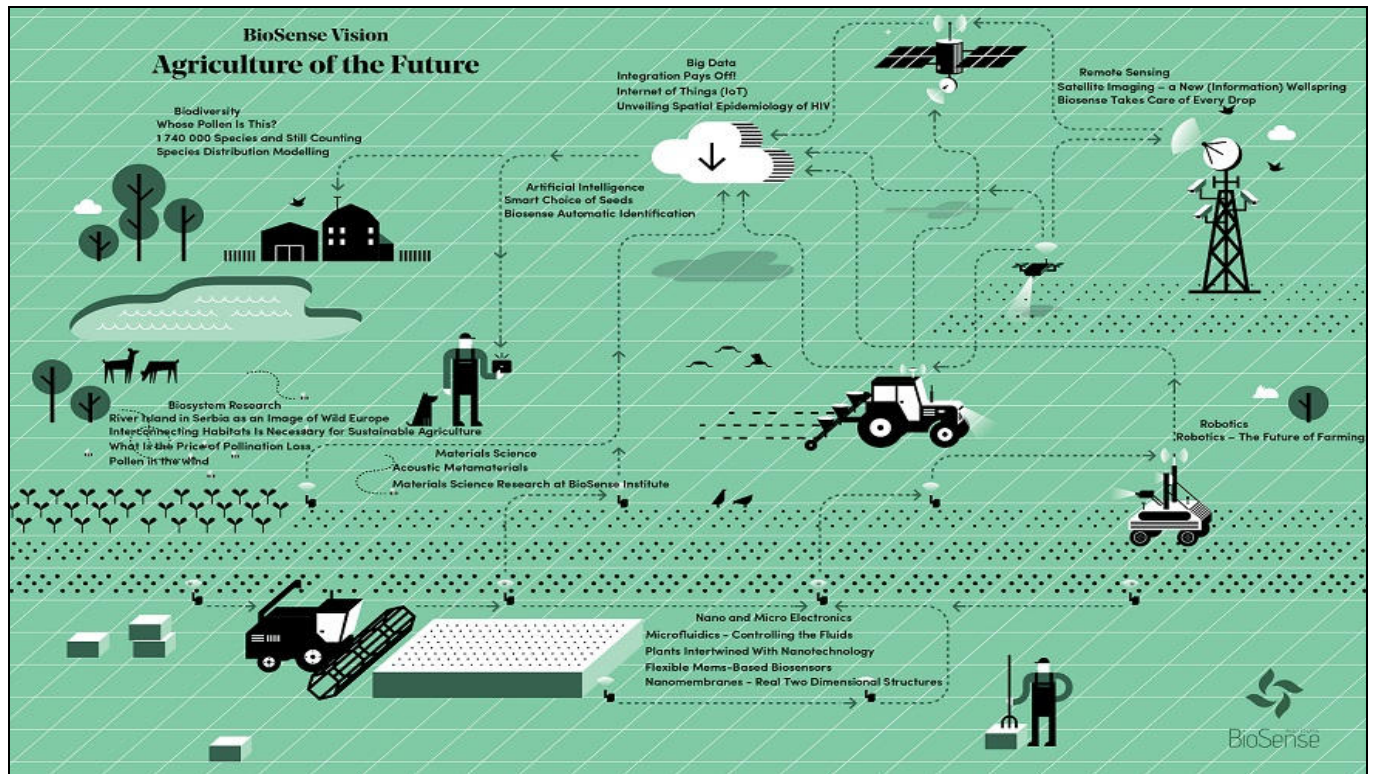 BioSense Vision
Agriculture of the Future
Big Data
Integration Pays Off!
Internet of Things (IoT)
Unveiling Spatial Epidemiology of HIV
Remote Sensing
Satellite Imaging – a New (Information) Wellspring
Biosense Takes Care of Every Drop
Biodiversity
Whose Pollen Is This?
1 740 000 Species and Still Counting
Species Distribution Modelling
Artificial Intelligence
Smart Choice of Seeds
Biosense Automatic Identification
Biosystem Research
River Island in Serbia as an Image of Wild Europe
Interconnecting Habitats Is Necessary for Sustainable Agriculture
What Is the Price of Pollination Loss
Pollen in the Wind
Materials Science
Acoustic Metamaterials
Materials Science Research at BioSense Institute
Robotics
Robotics – The Future of Farming
Nano and Micro Electronics
Microfluidics – Controlling the Fluids
Plants Intertwined With Nanotechnology
Flexible Mems-Based Biosensors
Nanomembranes – Real Two Dimensional Structures
BioSense